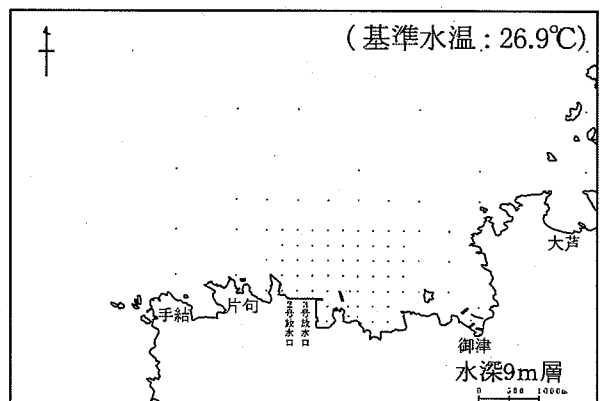 (基準水温:26.9℃)
大芦
片句
手結
2号放水口
3号放水口
御津
水深9m層
0 500 1000m